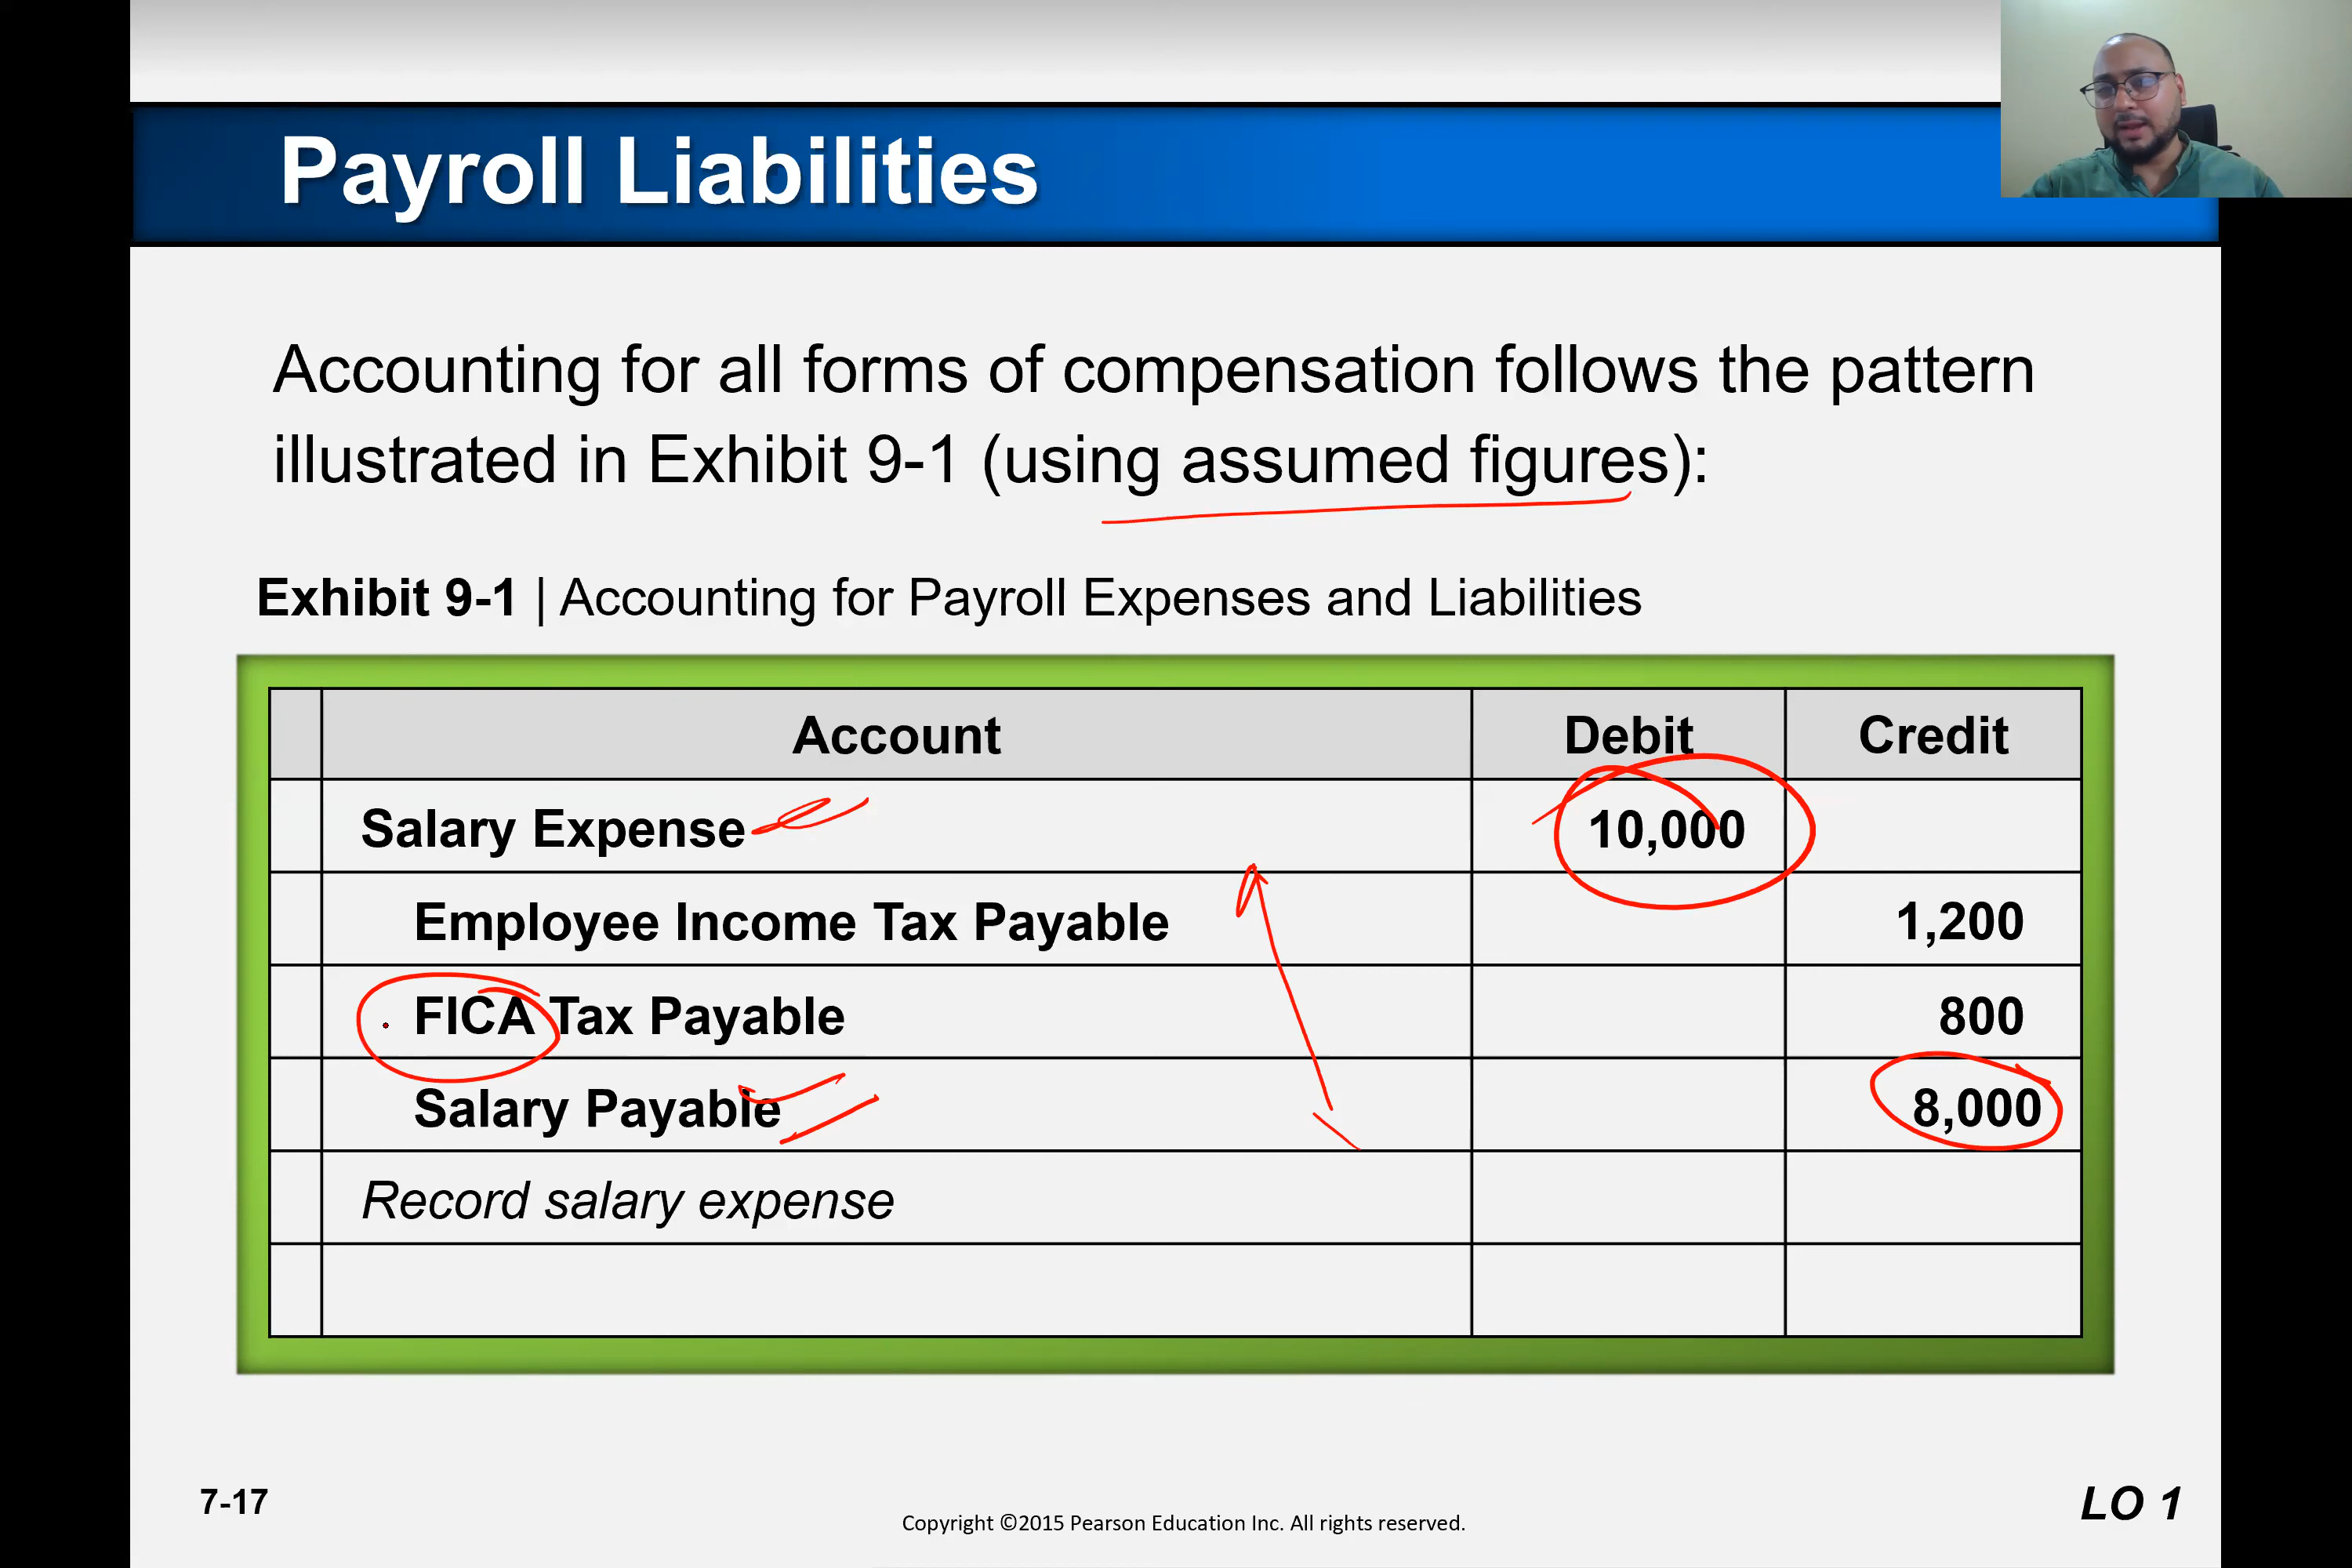 Payroll Liabilities
Accounting for all forms of compensation follows the pattern
illustrated in Exhibit 9-1 (using assumed figures):
Exhibit 9-1 | Accounting for Payroll Expenses and Liabilities
Account Debit Credit
Salary Expense 10,000
Employee Income Tax Payable 1,200
FICA Tax Payable 800
Salary Payable 8,000
Record salary expense
7-17
Copyright ©2015 Pearson Education Inc. All rights reserved.
LO 1